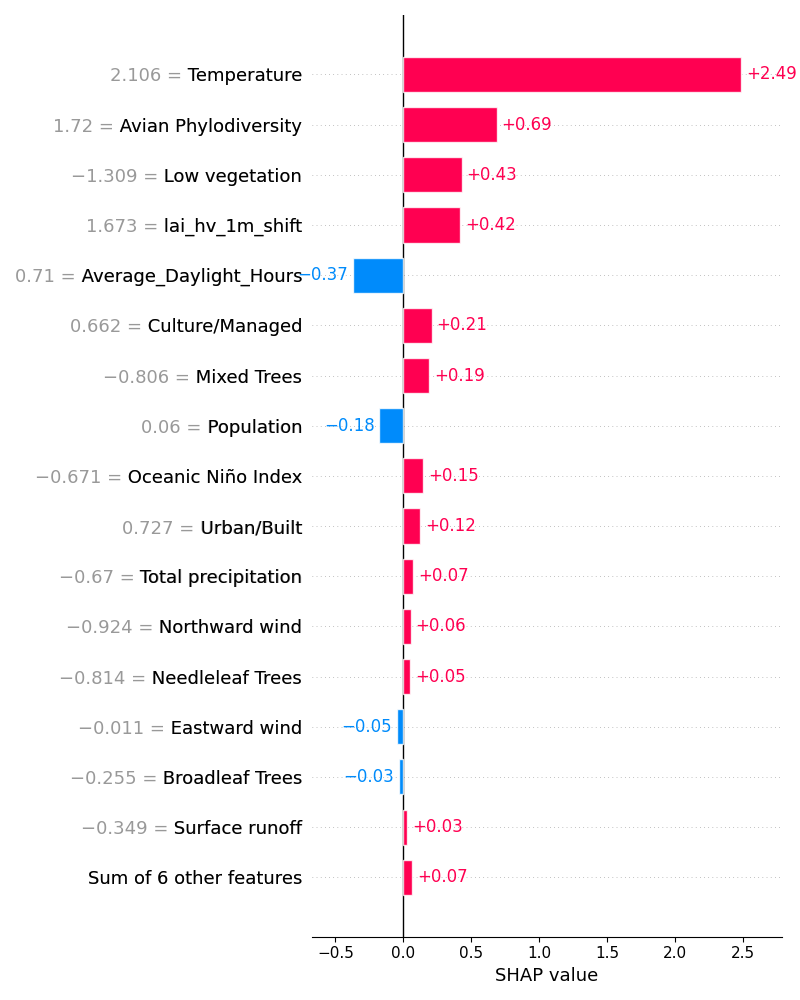 2.106 = Temperature +2.49
1.72 = Avian Phylodiversity +0.69
−1.309 = Low vegetation +0.43
1.673 = lai_hv_1m_shift +0.42
0.71 = Average_Daylight_Hours −0.37
0.662 = Culture/Managed +0.21
−0.806 = Mixed Trees +0.19
0.06 = Population −0.18
−0.671 = Oceanic Niño Index +0.15
0.727 = Urban/Built +0.12
−0.67 = Total precipitation +0.07
−0.924 = Northward wind +0.06
−0.814 = Needleleaf Trees +0.05
−0.011 = Eastward wind −0.05
−0.255 = Broadleaf Trees −0.03
−0.349 = Surface runoff +0.03
Sum of 6 other features +0.07
−0.5 0.0 0.5 1.0 1.5 2.0 2.5
SHAP value